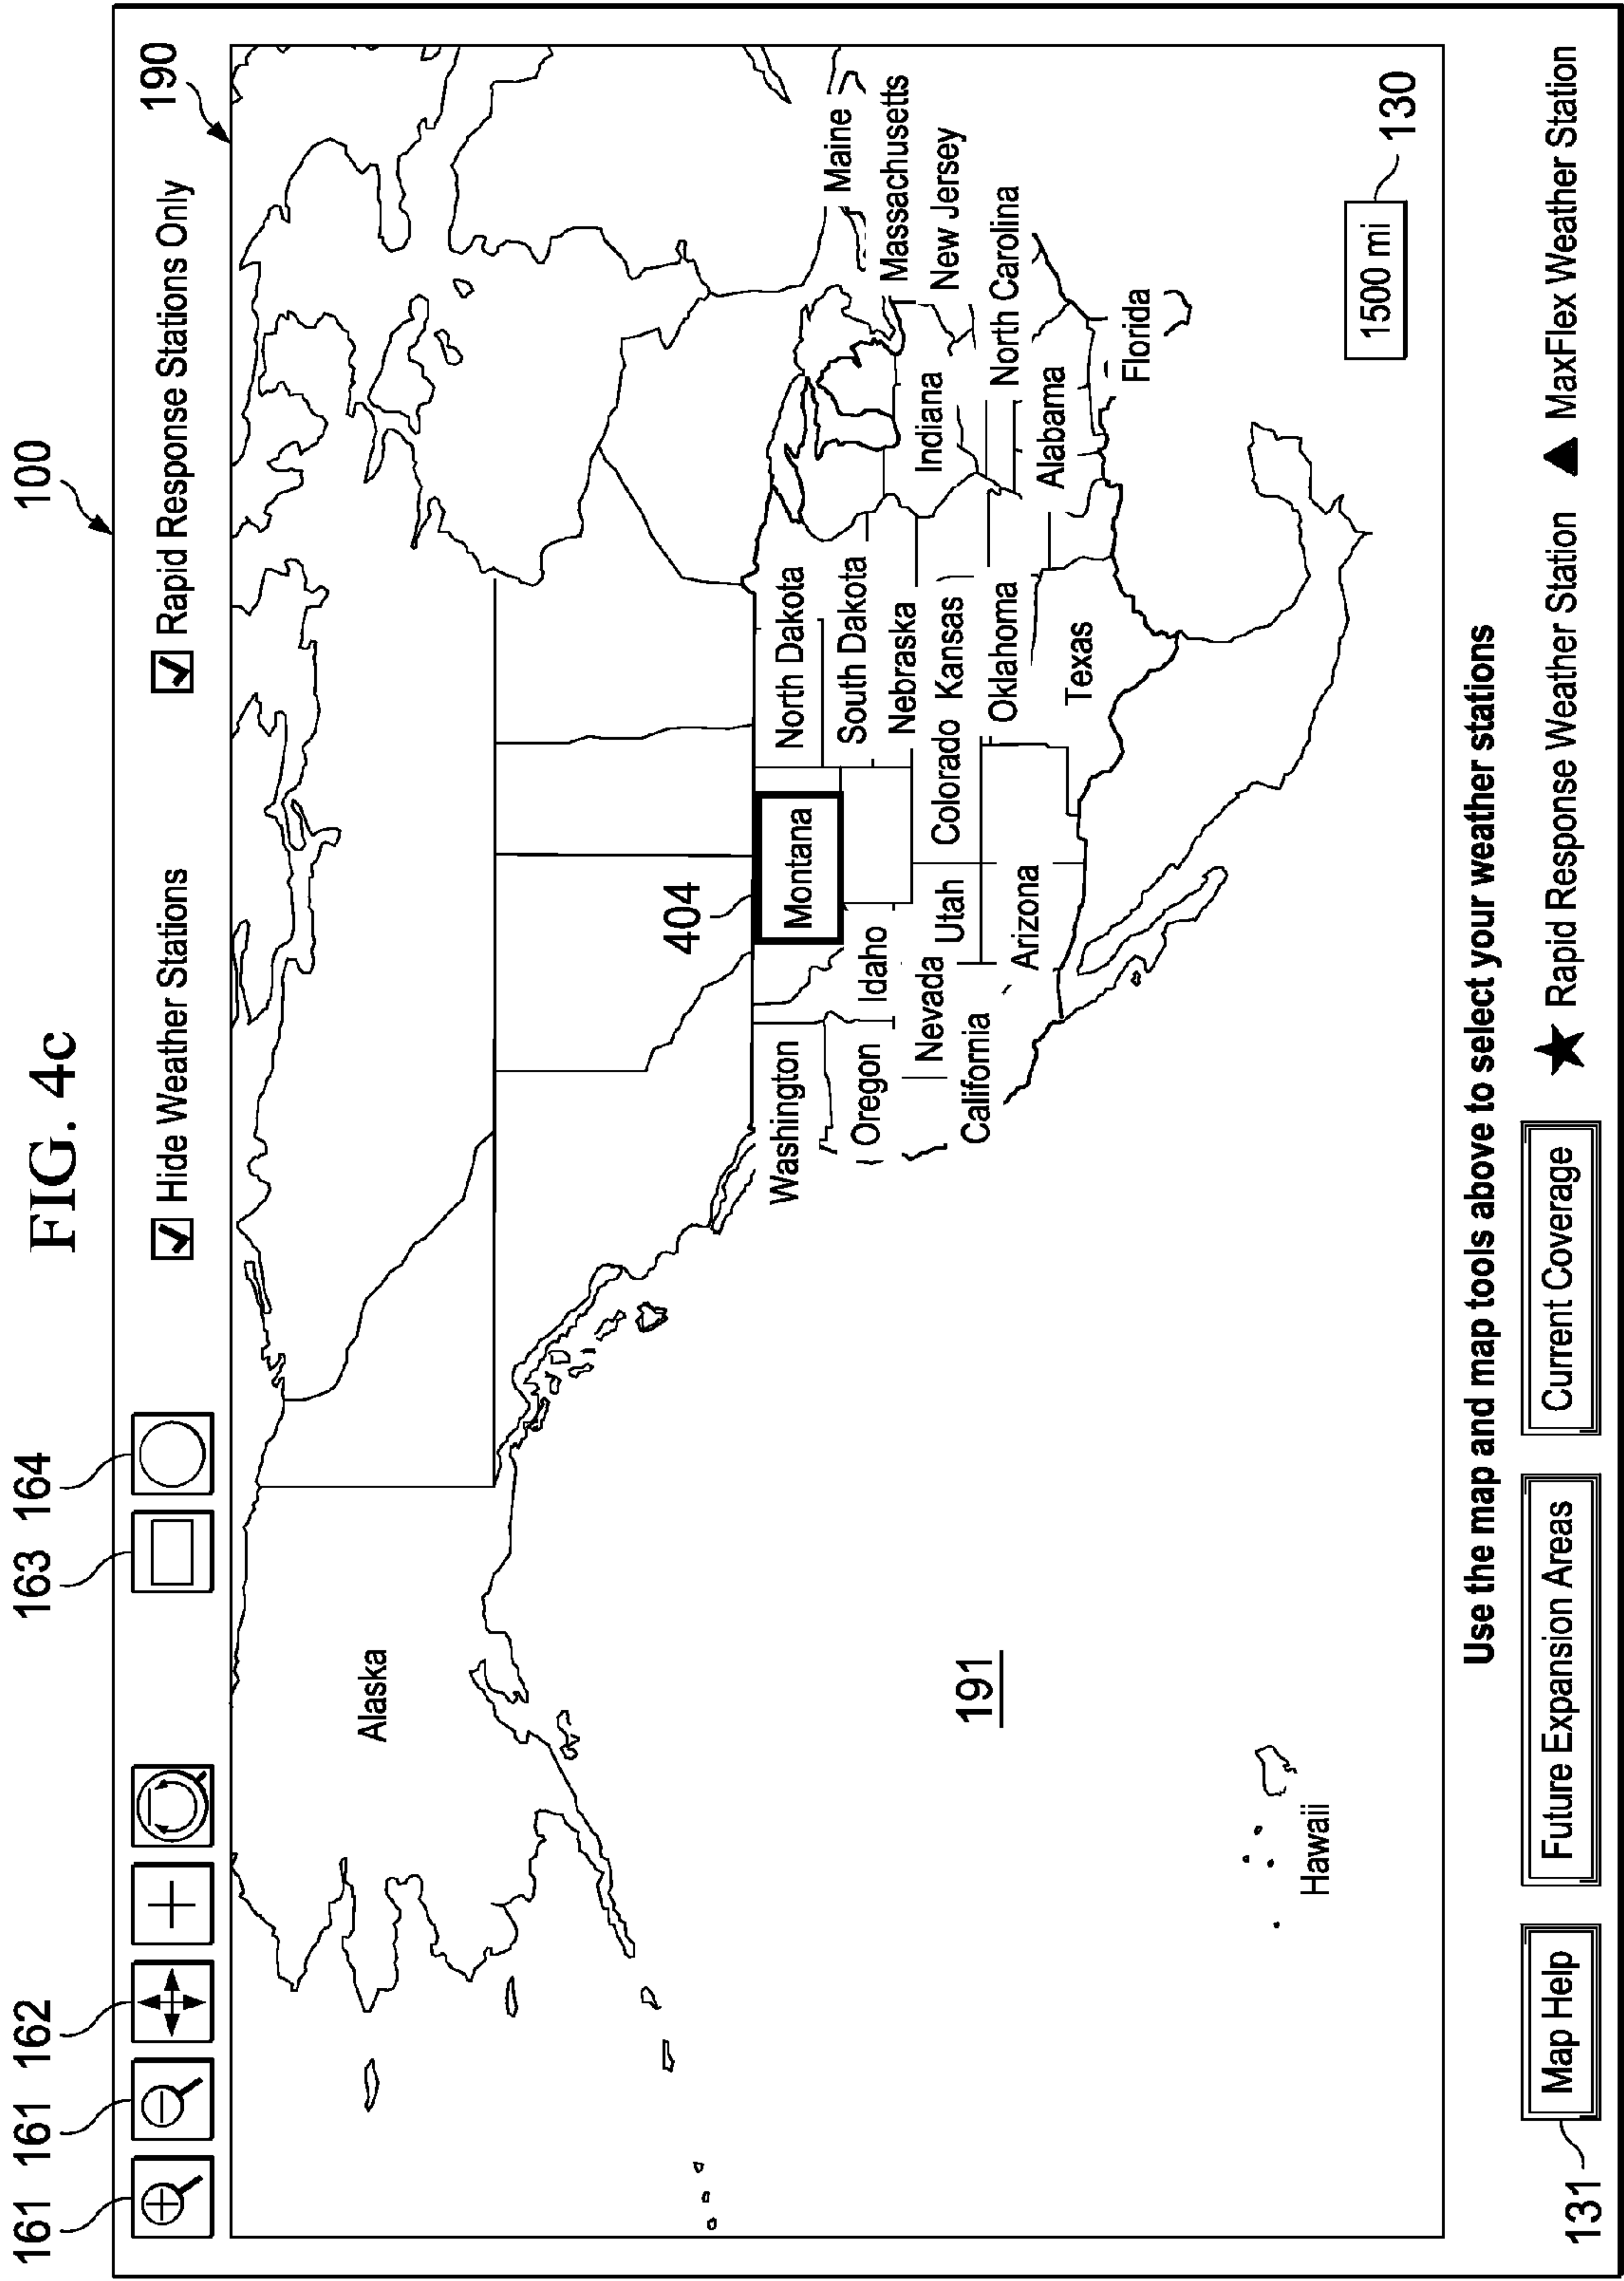 FIG. 4c
100
161
161
162
163
164
190
Hide Weather Stations
Rapid Response Stations Only
Alaska
404
Washington
Montana
North Dakota
Maine
Oregon
Idaho
South Dakota
Massachusetts
Nevada
Nebraska
Indiana
New Jersey
California
Utah
Colorado
Kansas
Arizona
Oklahoma
North Carolina
Alabama
Texas
Florida
191
Hawaii
1500 mi
130
Use the map and map tools above to select your weather stations
131
Map Help
Future Expansion Areas
Current Coverage
Rapid Response Weather Station
MaxFlex Weather Station